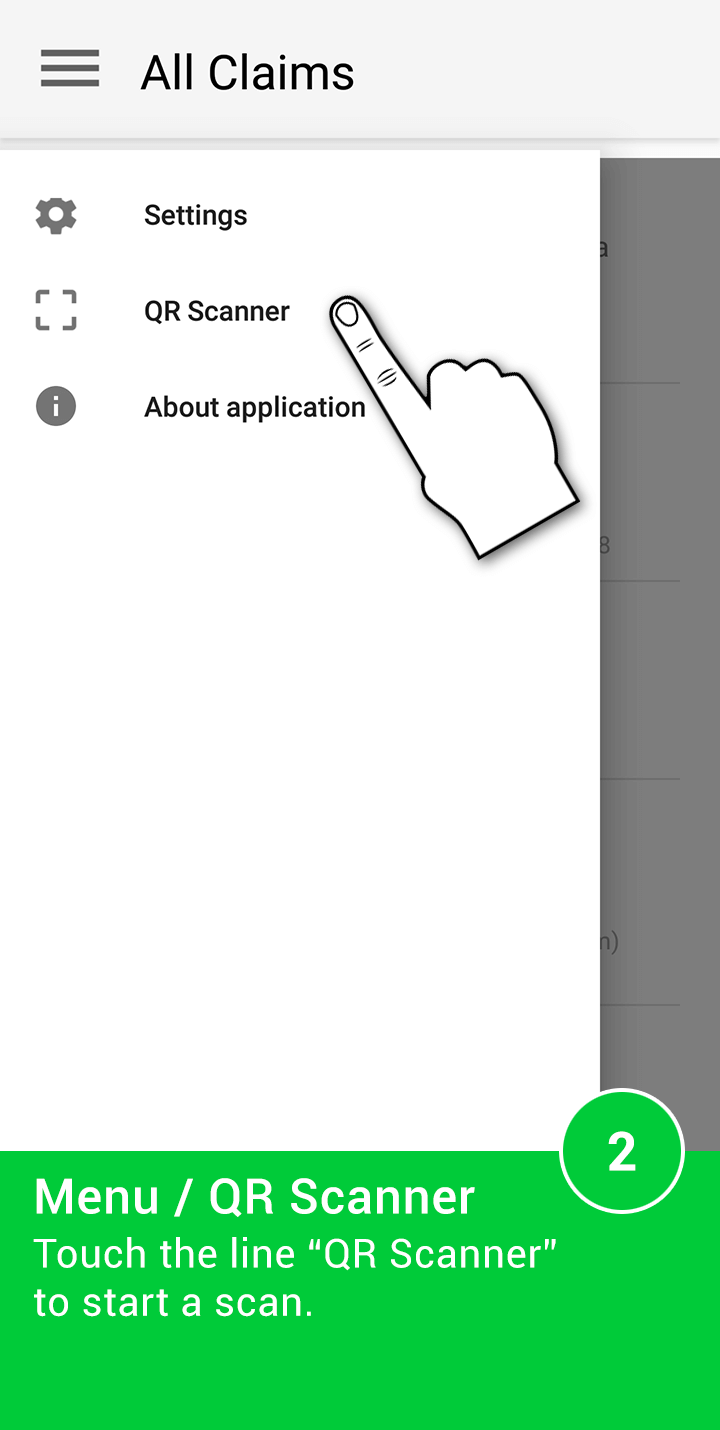 All Claims
Settings
QR Scanner
About application
a
8
n)
2
Menu / QR Scanner
Touch the line “QR Scanner”
to start a scan.